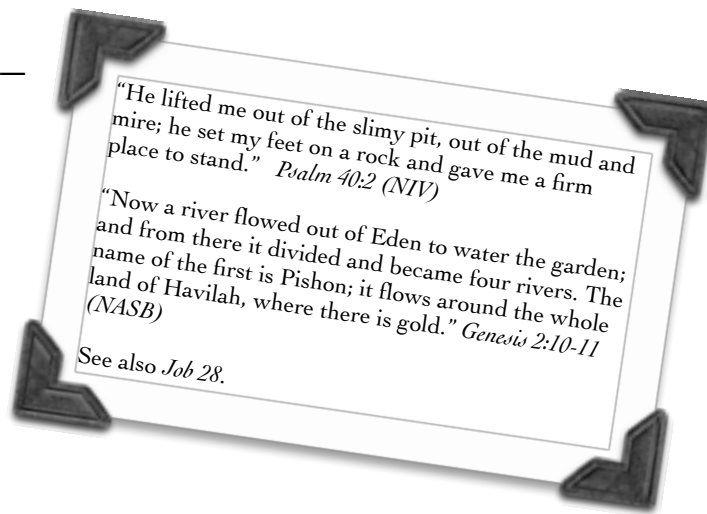 “He lifted me out of the slimy pit, out of the mud and
mire; he set my feet on a rock and gave me a firm
place to stand.” Psalm 40:2 (NIV)
“Now a river flowed out of Eden to water the garden;
and from there it divided and became four rivers. The
name of the first is Pishon; it flows around the whole
land of Havilah, where there is gold.” Genesis 2:10-11
(NASB)
See also Job 28.